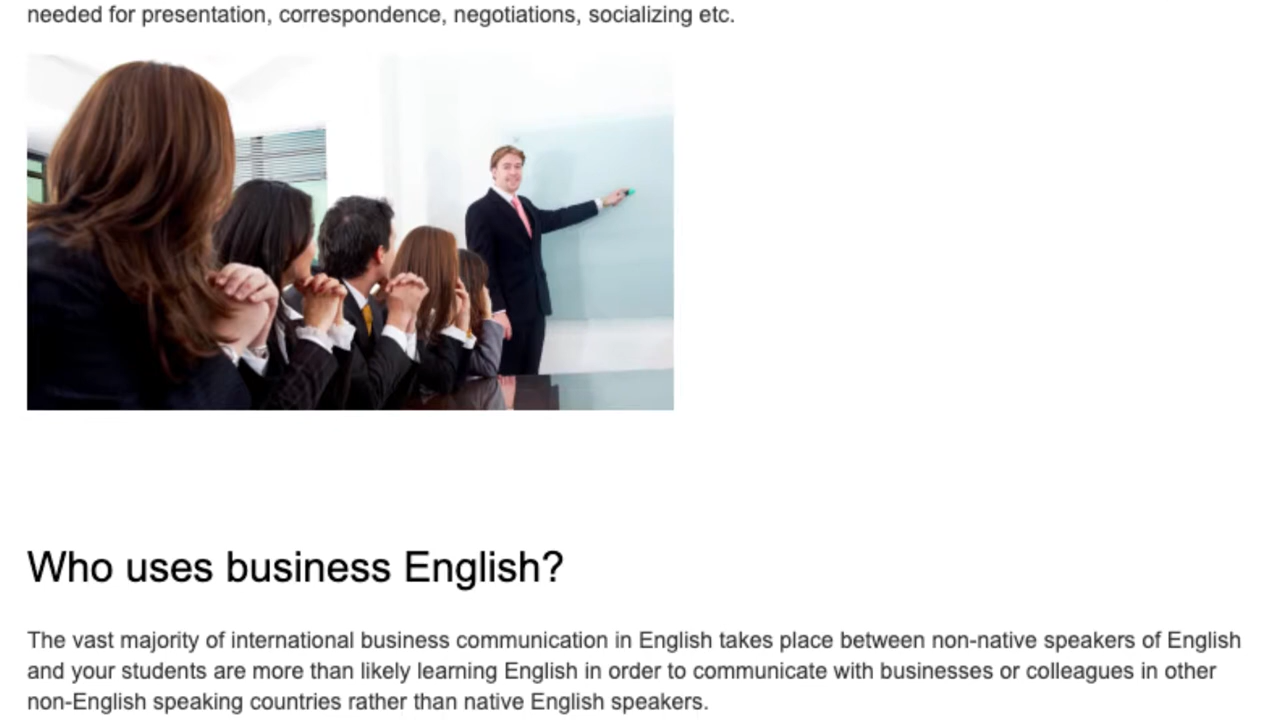 needed for presentation, correspondence, negotiations, socializing etc.
Who uses business English?
The vast majority of international business communication in English takes place between non-native speakers of English
and your students are more than likely learning English in order to communicate with businesses or colleagues in other
non-English speaking countries rather than native English speakers.